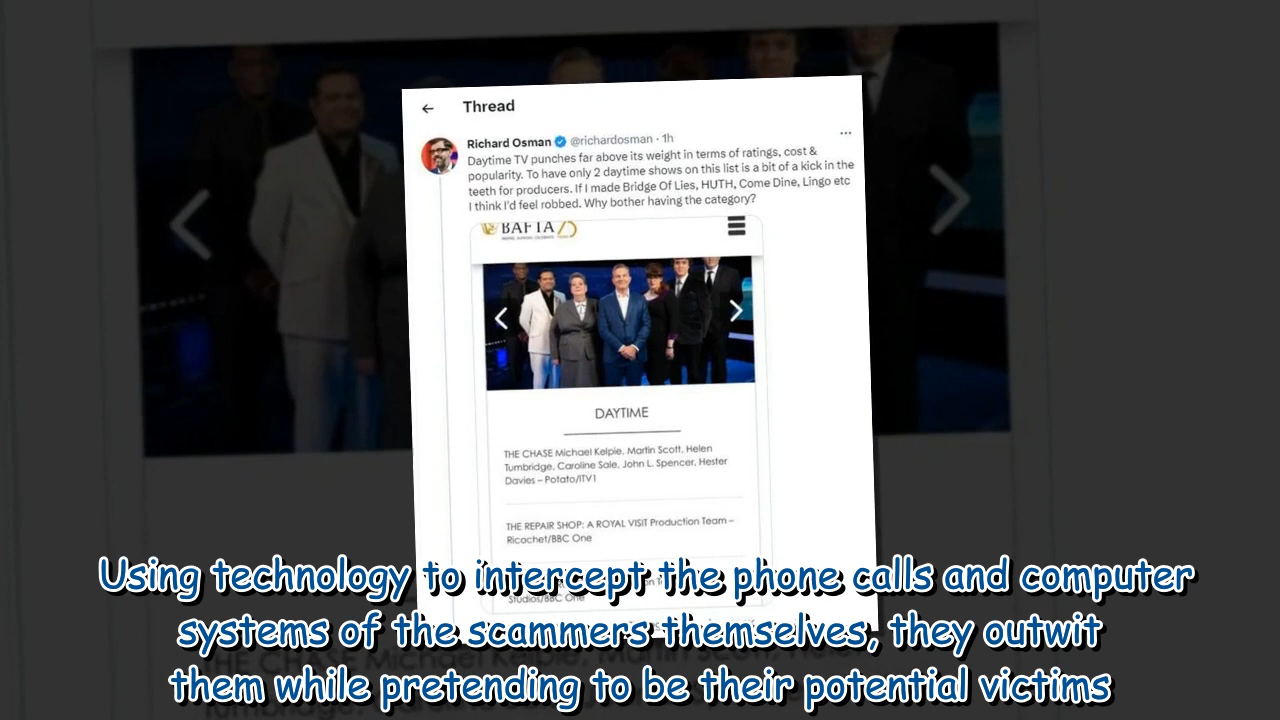 Thread
Richard Osman @richardosman · 1h
Daytime TV punches far above its weight in terms of ratings, cost &
popularity. To have only 2 daytime shows on this list is a bit of a kick in the
teeth for producers. If I made Bridge Of Lies, HUTH, Come Dine, Lingo etc
I think I'd feel robbed. Why bother having the category?
BAFTA 75
DAYTIME
THE CHASE Michael Kelpie, Martin Scott, Helen
Tumbridge, Caroline Sale, John L. Spencer, Hester
Davies – Potato/ITV1
THE REPAIR SHOP: A ROYAL VISIT Production Team –
Ricochet/BBC One
Studios/BBC One
Using technology to intercept the phone calls and computer
systems of the scammers themselves, they outwit
them while pretending to be their potential victims